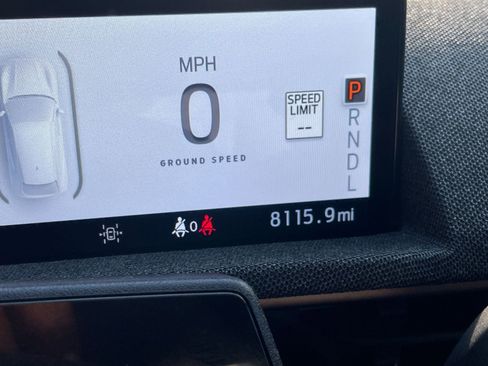 MPH
0
GROUND SPEED
SPEED
LIMIT
--
P
R
N
D
L
0
8115.9mi